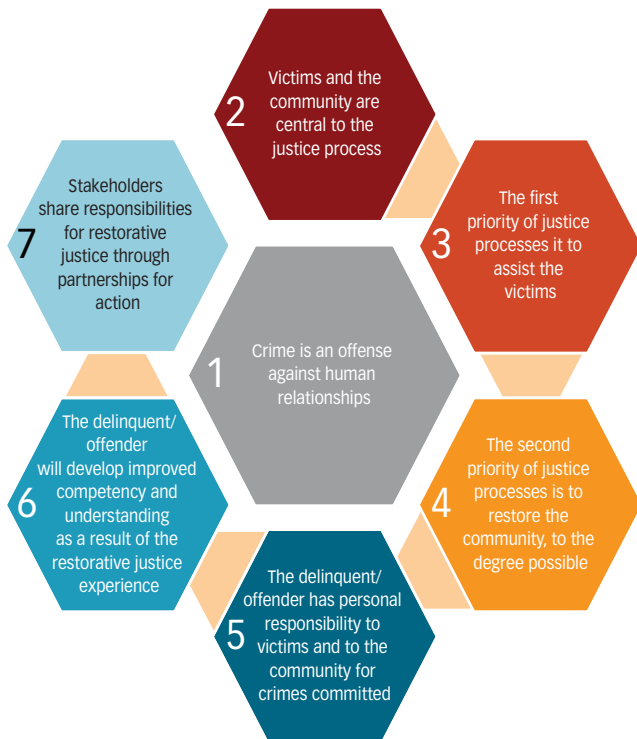 1
Crime is an offense
against human
relationships
2
Victims and the
community are
central to the
justice process
3
The first
priority of justice
processes it to
assist the
victims
4
The second
priority of justice
processes is to
restore the
community, to the
degree possible
5
The delinquent/
offender has personal
responsibility to
victims and to the
community for
crimes committed
6
The delinquent/
offender
will develop improved
competency and
understanding
as a result of the
restorative justice
experience
7
Stakeholders
share responsibilities
for restorative
justice through
partnerships for
action